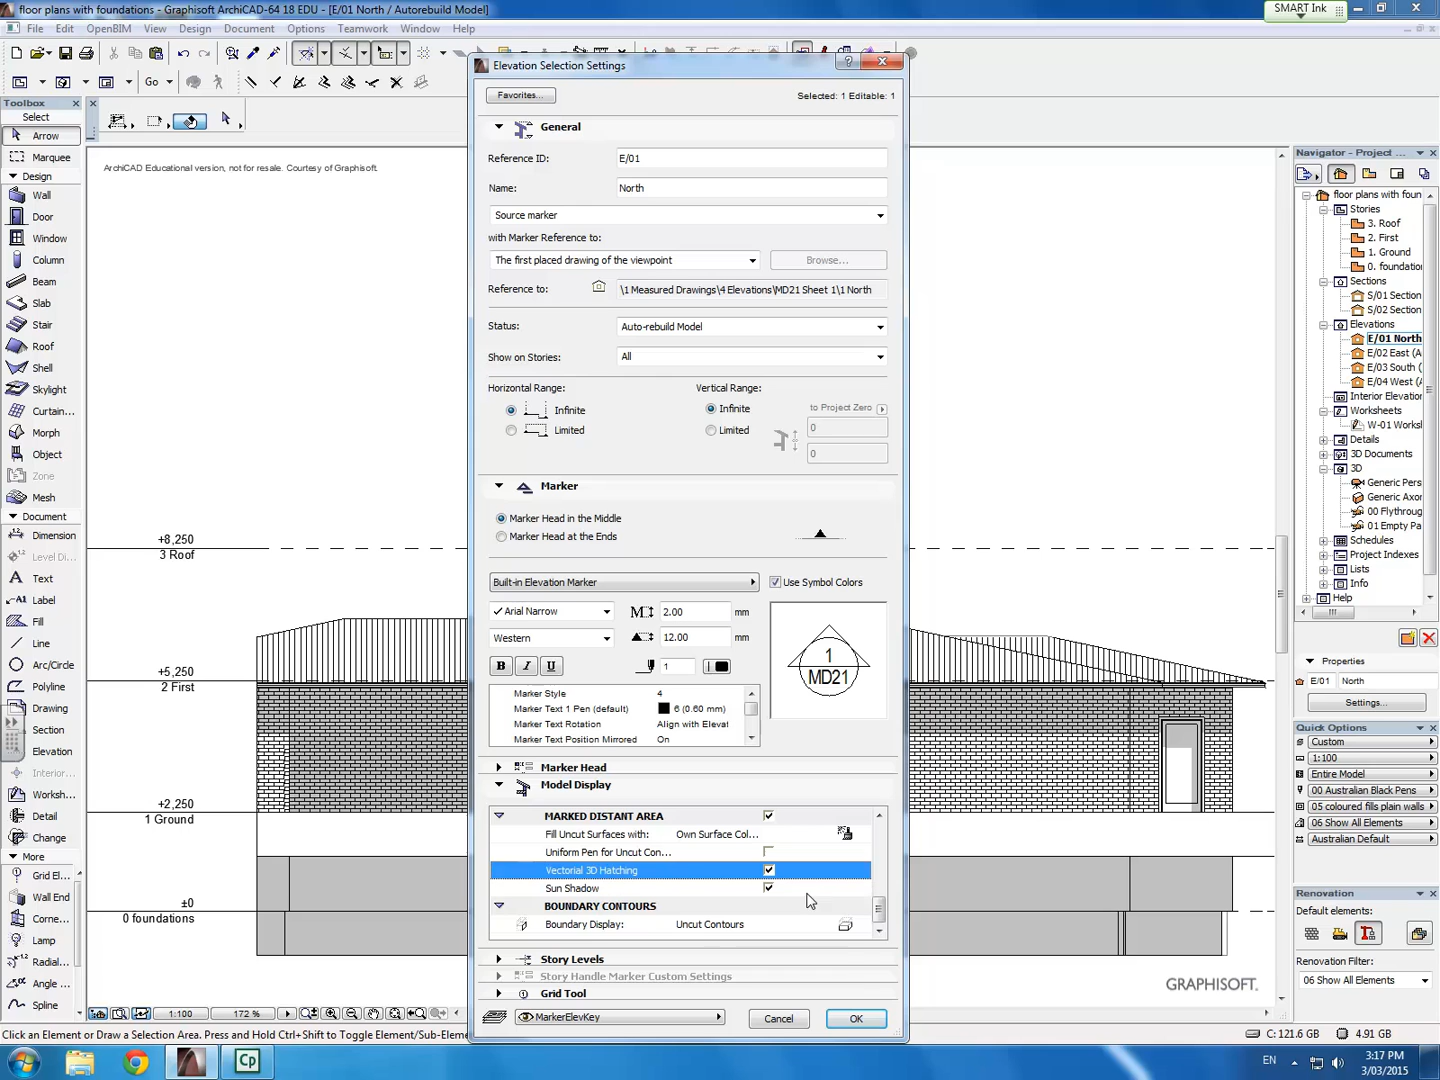 floor plans with foundations - Graphisoft ArchiCAD-64 18 EDU - [E/01 North / Autorebuild Model]
SMART Ink
File Edit OpenBIM View Design Document Options Teamwork Window Help
Go
Toolbox
Select
Arrow
Marquee
Design
Wall
Door
Window
Column
Beam
Slab
Stair
Roof
Shell
Skylight
Curtain...
Morph
Object
Zone
Mesh
Document
Dimension
Level Di...
Text
A1 Label
Fill
Line
Arc/Circle
Polyline
Drawing
Section
Elevation
Interior...
Worksh...
Detail
Change
More
Grid El...
Wall End
Corne...
Lamp
Radial...
Angle ...
Spline
ArchiCAD Educational version, not for resale. Courtesy of Graphisoft.
+8,250
3 Roof
+5,250
2 First
+2,250
1 Ground
±0
0 foundations
GRAPHISOFT.
Elevation Selection Settings
Favorites...
Selected: 1 Editable: 1
General
Reference ID: E/01
Name: North
Source marker
with Marker Reference to:
The first placed drawing of the viewpoint
Browse...
Reference to: \1 Measured Drawings\4 Elevations\MD21 Sheet 1\1 North
Status: Auto-rebuild Model
Show on Stories: All
Horizontal Range:
Vertical Range:
Infinite
Infinite
to Project Zero
Limited
Limited
0
0
Marker
Marker Head in the Middle
Marker Head at the Ends
Built-in Elevation Marker
Use Symbol Colors
Arial Narrow
M 2.00 mm
Western
12.00 mm
B I U
1
1
MD21
Marker Style 4
Marker Text 1 Pen (default) 6 (0.60 mm)
Marker Text Rotation Align with Elevat
Marker Text Position Mirrored On
Marker Head
Model Display
MARKED DISTANT AREA
Fill Uncut Surfaces with: Own Surface Col...
Uniform Pen for Uncut Con...
Vectorial 3D Hatching
Sun Shadow
BOUNDARY CONTOURS
Boundary Display: Uncut Contours
Story Levels
Story Handle Marker Custom Settings
Grid Tool
MarkerElevKey
Cancel
OK
Navigator - Project ...
floor plans with foun
Stories
3. Roof
2. First
1. Ground
0. foundation
Sections
S/01 Section
S/02 Section
Elevations
E/01 North
E/02 East (A
E/03 South (
E/04 West (A
Interior Elevation
Worksheets
W-01 Worksh
Details
3D Documents
3D
Generic Pers
Generic Axon
00 Flythroug
01 Empty Pa
Schedules
Project Indexes
Lists
Info
Help
Properties
E/01 North
Settings...
Quick Options
Custom
1:100
Entire Model
00 Australian Black Pens
05 coloured fills plain walls
06 Show All Elements
Australian Default
Renovation
Default elements:
Renovation Filter:
06 Show All Elements
1:100
172 %
Click an Element or Draw a Selection Area. Press and Hold Ctrl+Shift to Toggle Element/Sub-Eleme
C: 121.6 GB
4.91 GB
Cp
EN
3:17 PM
3/03/2015